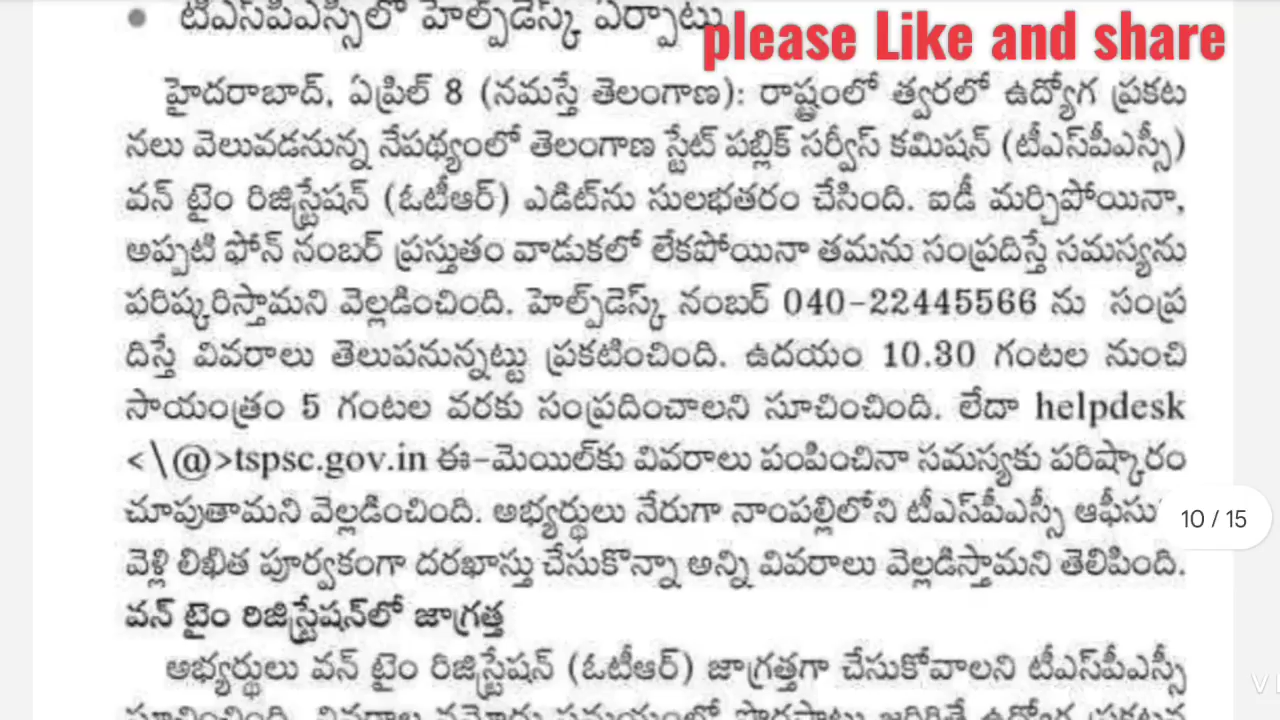 • టీఎస్‌పీఎస్సీలో హెల్ప్‌డెస్క్ ఏర్పాటు
please Like and share
హైదరాబాద్, ఏప్రిల్ 8 (నమస్తే తెలంగాణ): రాష్ట్రంలో త్వరలో ఉద్యోగ ప్రకట
నలు వెలువడనున్న నేపథ్యంలో తెలంగాణ స్టేట్ పబ్లిక్ సర్వీస్ కమిషన్ (టీఎస్‌పీఎస్సీ)
వన్ టైం రిజిస్ట్రేషన్ (ఓటీఆర్) ఎడిట్‌ను సులభతరం చేసింది. ఐడీ మర్చిపోయినా,
అప్పటి ఫోన్ నంబర్ ప్రస్తుతం వాడుకలో లేకపోయినా తమను సంప్రదిస్తే సమస్యను
పరిష్కరిస్తామని వెల్లడించింది. హెల్ప్‌డెస్క్ నంబర్ 040-22445566 ను సంప్ర
దిస్తే వివరాలు తెలుపనున్నట్టు ప్రకటించింది. ఉదయం 10.30 గంటల నుంచి
సాయంత్రం 5 గంటల వరకు సంప్రదించాలని సూచించింది. లేదా helpdesk
<\@>tspsc.gov.in ఈ-మెయిల్‌కు వివరాలు పంపించినా సమస్యకు పరిష్కారం
చూపుతామని వెల్లడించింది. అభ్యర్థులు నేరుగా నాంపల్లిలోని టీఎస్‌పీఎస్సీ ఆఫీసు
10 / 15
వెళ్లి లిఖిత పూర్వకంగా దరఖాస్తు చేసుకొన్నా అన్ని వివరాలు వెల్లడిస్తామని తెలిపింది.
వన్ టైం రిజిస్ట్రేషన్‌లో జాగ్రత్త
అభ్యర్థులు వన్ టైం రిజిస్ట్రేషన్ (ఓటీఆర్) జాగ్రత్తగా చేసుకోవాలని టీఎస్‌పీఎస్సీ